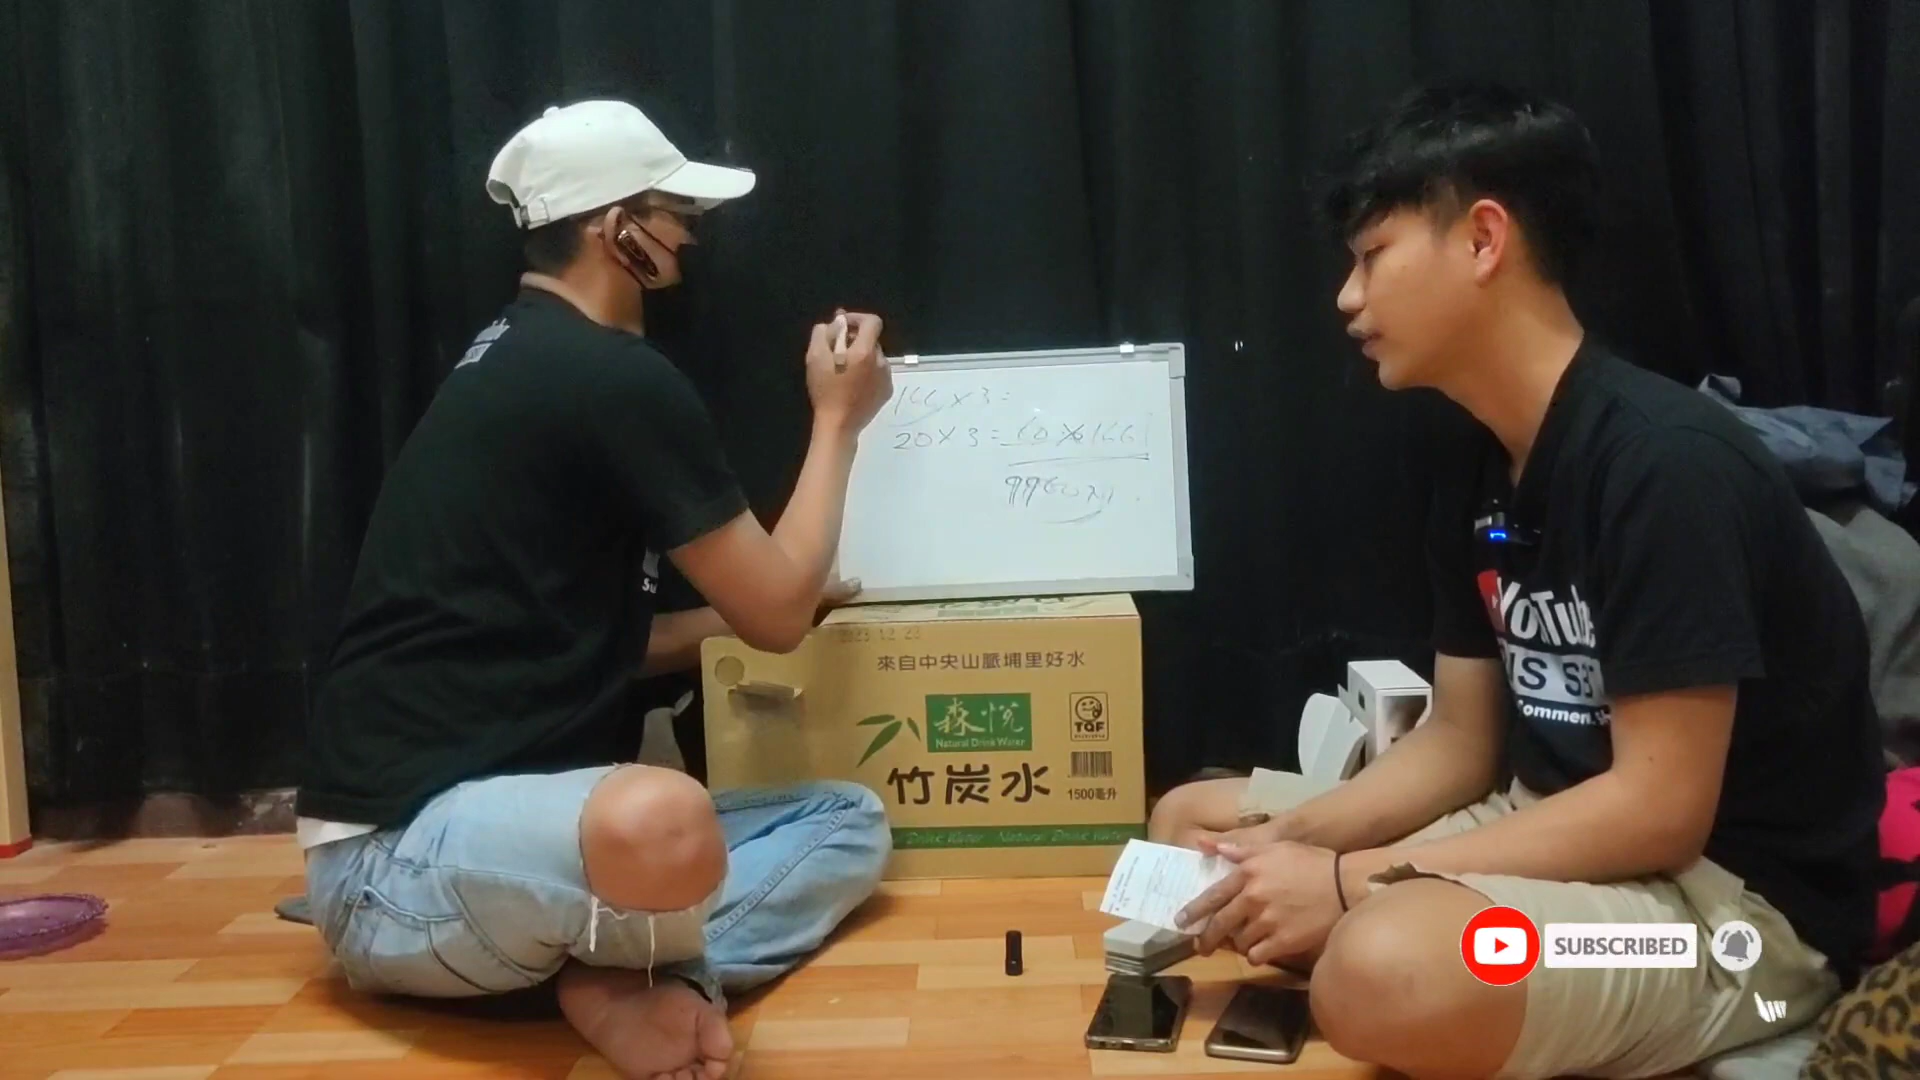 166 x 3 =
20 x 3 = 60 x 166
9960
2023 12 23
來自中央山脈埔里好水
森悅
Natural Drink Water
TQF
竹炭水
1500毫升
Drink Water Natural Drink Water
YouTube
SUBSCRIBED